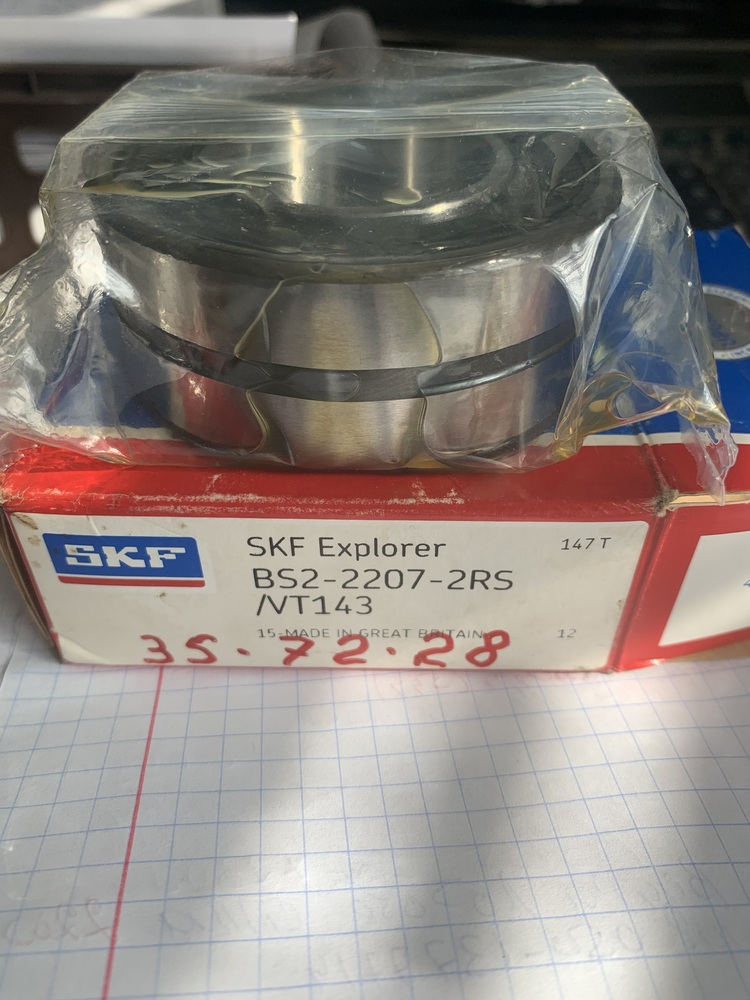 SKF
SKF Explorer
147 T
BS2-2207-2RS
/VT143
15-MADE IN GREAT BRITAIN
12
35.72.28